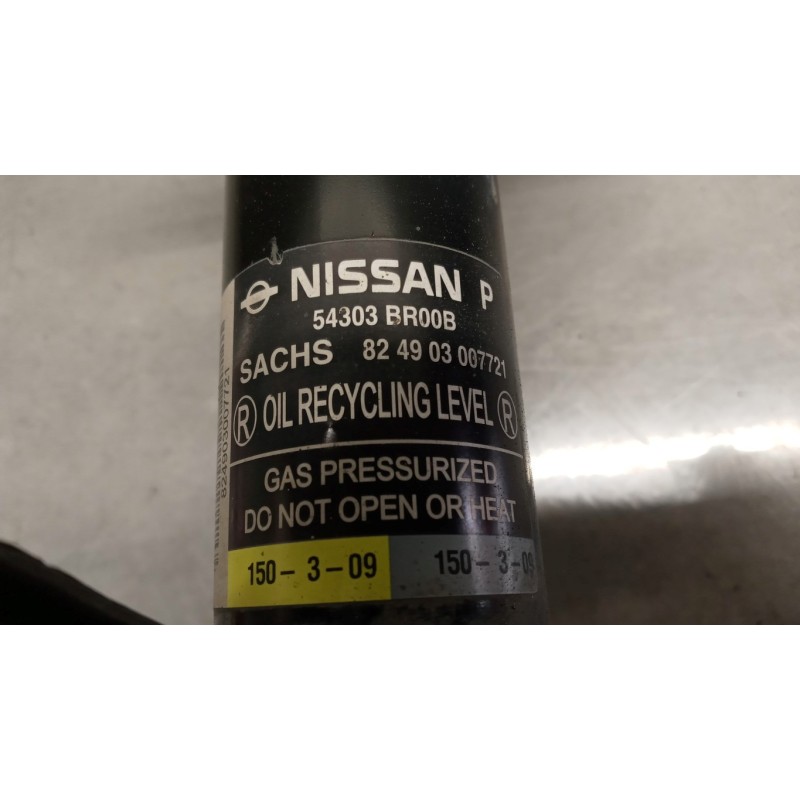 NISSAN P
54303 BR00B
SACHS 82 49 03 007721
R OIL RECYCLING LEVEL R
GAS PRESSURIZED
DO NOT OPEN OR HEAT
150- 3-09 150- 3-09
824903007721